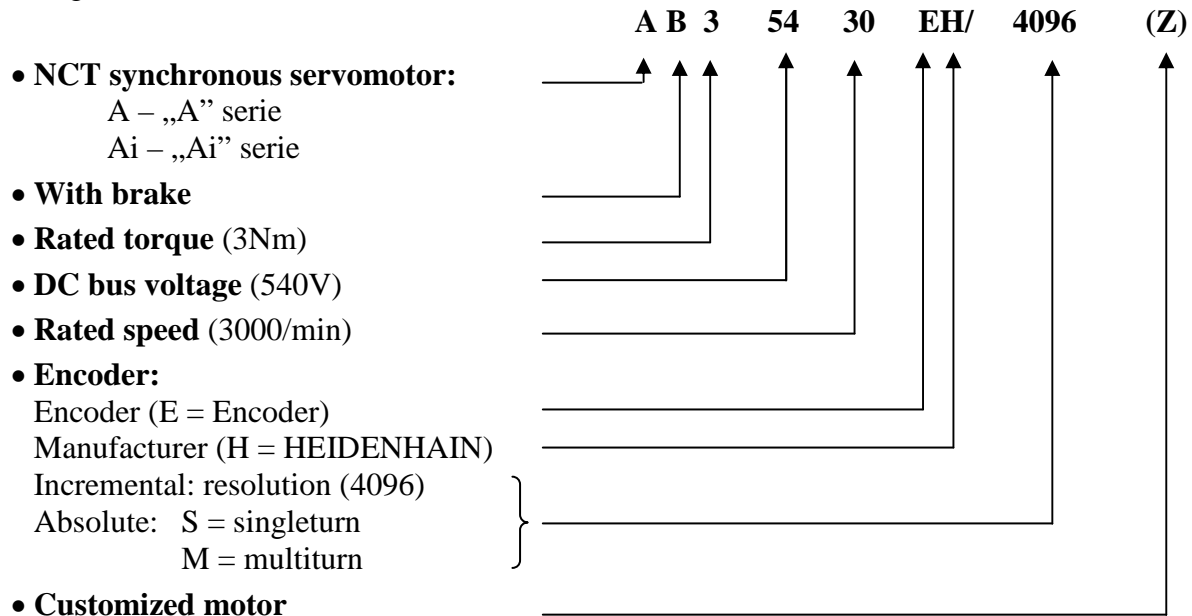 A B 3 54 30 EH/ 4096 (Z)
• NCT synchronous servomotor:
A – „A” serie
Ai – „Ai” serie
• With brake
• Rated torque (3Nm)
• DC bus voltage (540V)
• Rated speed (3000/min)
• Encoder:
Encoder (E = Encoder)
Manufacturer (H = HEIDENHAIN)
Incremental: resolution (4096)
Absolute: S = singleturn
M = multiturn
• Customized motor